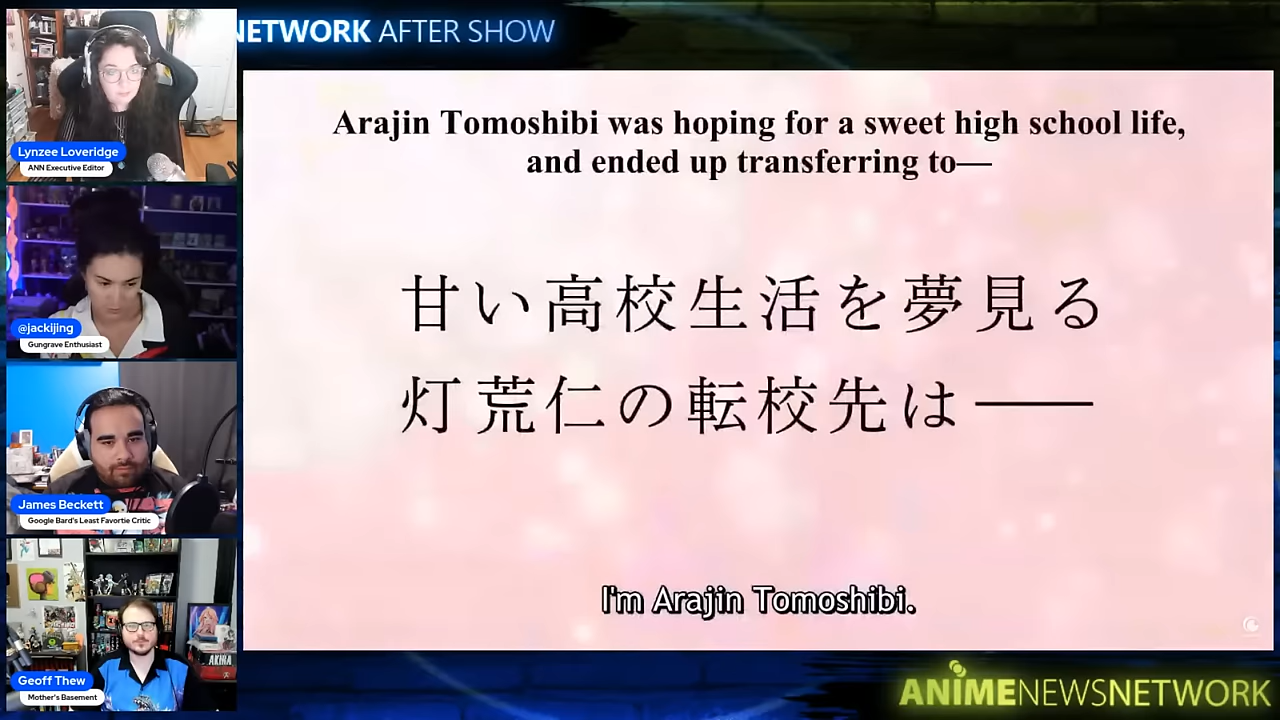 NETWORK AFTER SHOW
Lynzee Loveridge
ANN Executive Editor
@jackijing
Gungrave Enthusiast
James Beckett
Google Bard's Least Favortie Critic
Geoff Thew
Mother's Basement
AKIRA
Arajin Tomoshibi was hoping for a sweet high school life,
and ended up transferring to—
甘い高校生活を夢見る
灯荒仁の転校先は——
I'm Arajin Tomoshibi.
ANIMENEWSNETWORK